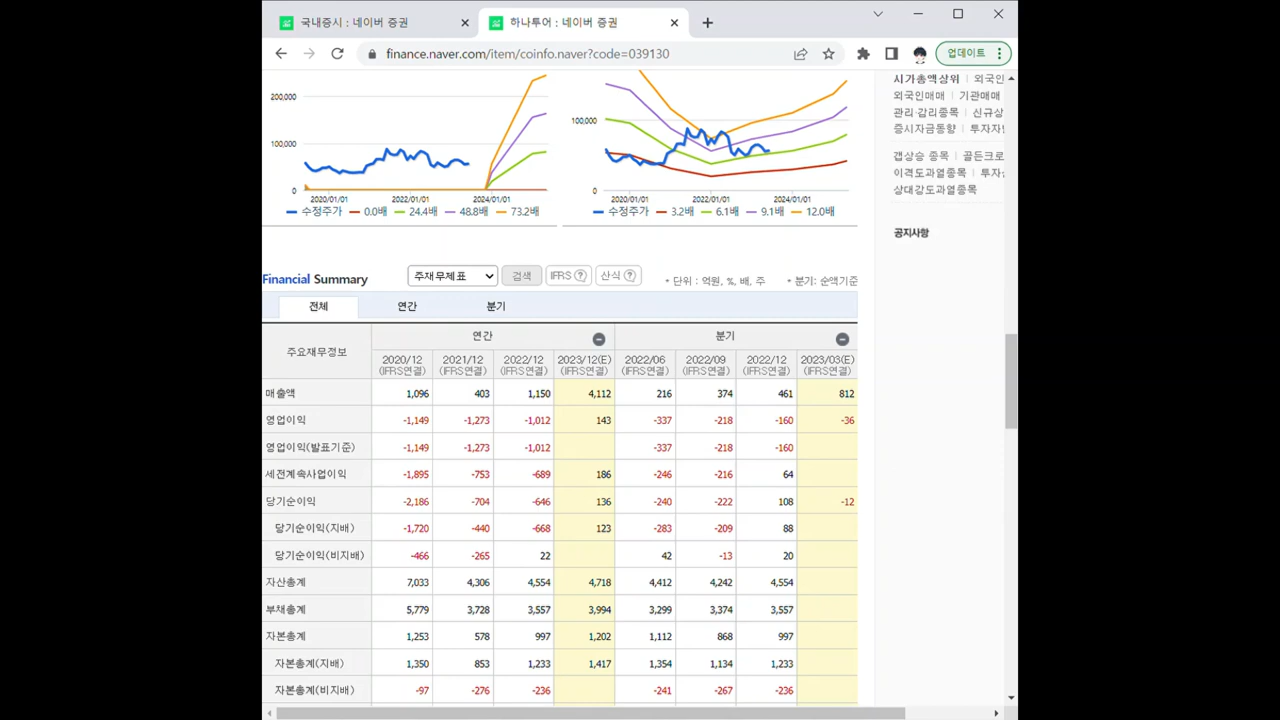 국내증시 : 네이버 증권
하나투어 : 네이버 증권
finance.naver.com/item/coinfo.naver?code=039130
업데이트
200,000
100,000
0
2020/01/01 2022/01/01 2024/01/01
수정주가 0.0배 24.4배 48.8배 73.2배
100,000
0
2020/01/01 2022/01/01 2024/01/01
수정주가 3.2배 6.1배 9.1배 12.0배
시가총액상위 외국인
외국인매매 기관매매
관리·감리종목 신규상
증시자금동향 투자자별
갭상승 종목 골든크로
이격도과열종목
상대강도과열종목
공지사항
Financial Summary 주재무제표 검색 IFRS ? 산식 ? * 단위 : 억원, %, 배, 주 * 분기: 순액기준
전체 연간 분기
주요재무정보 연간 분기
2020/12 2021/12 2022/12 2023/12(E) 2022/06 2022/09 2022/12 2023/03(E)
(IFRS연결) (IFRS연결) (IFRS연결) (IFRS연결) (IFRS연결) (IFRS연결) (IFRS연결) (IFRS연결)
매출액 1,096 403 1,150 4,112 216 374 461 812
영업이익 -1,149 -1,273 -1,012 143 -337 -218 -160 -36
영업이익(발표기준) -1,149 -1,273 -1,012 -337 -218 -160
세전계속사업이익 -1,895 -753 -689 186 -246 -216 64
당기순이익 -2,186 -704 -646 136 -240 -222 108 -12
당기순이익(지배) -1,720 -440 -668 123 -283 -209 88
당기순이익(비지배) -466 -265 22 42 -13 20
자산총계 7,033 4,306 4,554 4,718 4,412 4,242 4,554
부채총계 5,779 3,728 3,557 3,994 3,299 3,374 3,557
자본총계 1,253 578 997 1,202 1,112 868 997
자본총계(지배) 1,350 853 1,233 1,417 1,354 1,134 1,233
자본총계(비지배) -97 -276 -236 -241 -267 -236